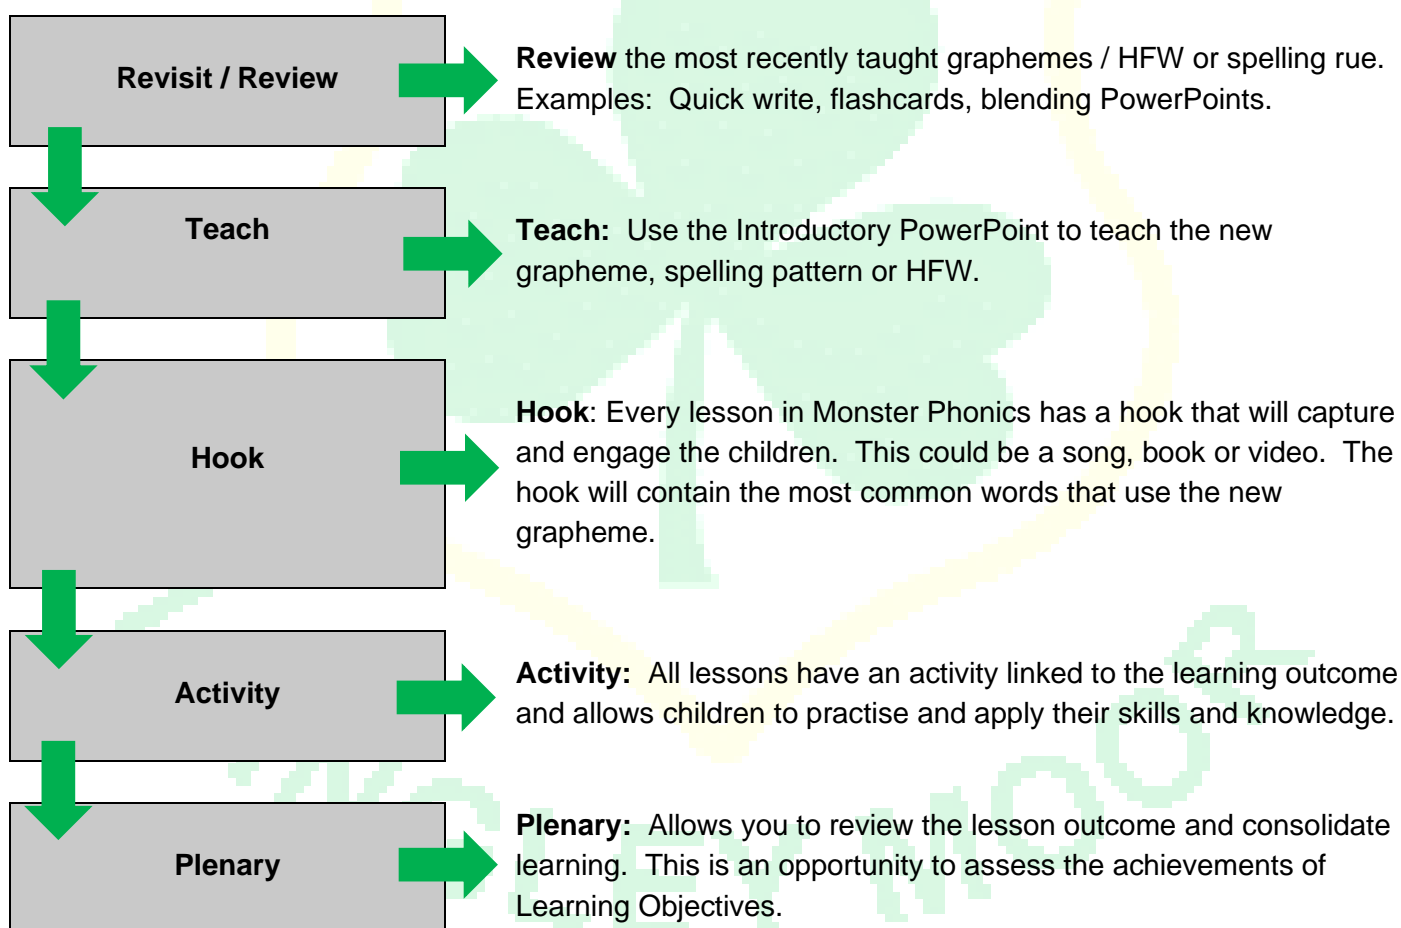 Revisit / Review
Review the most recently taught graphemes / HFW or spelling rue.
Examples: Quick write, flashcards, blending PowerPoints.
Teach
Teach: Use the Introductory PowerPoint to teach the new
grapheme, spelling pattern or HFW.
Hook
Hook: Every lesson in Monster Phonics has a hook that will capture
and engage the children. This could be a song, book or video. The
hook will contain the most common words that use the new
grapheme.
Activity
Activity: All lessons have an activity linked to the learning outcome
and allows children to practise and apply their skills and knowledge.
Plenary
Plenary: Allows you to review the lesson outcome and consolidate
learning. This is an opportunity to assess the achievements of
Learning Objectives.
MOOR